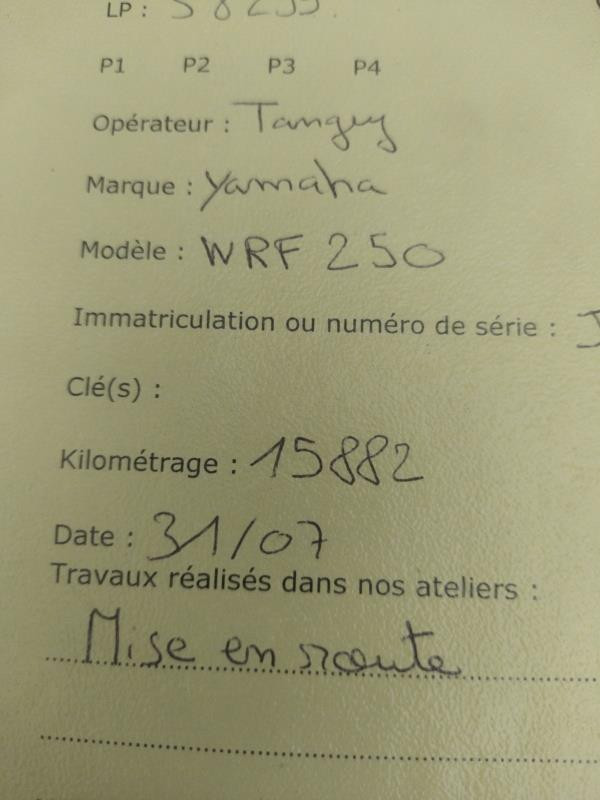 LP :
P1 P2 P3 P4
Opérateur : Tanguy
Marque : Yamaha
Modèle : WRF 250
Immatriculation ou numéro de série :
Clé(s) :
Kilométrage : 15882
Date : 31/07
Travaux réalisés dans nos ateliers :
Mise en route